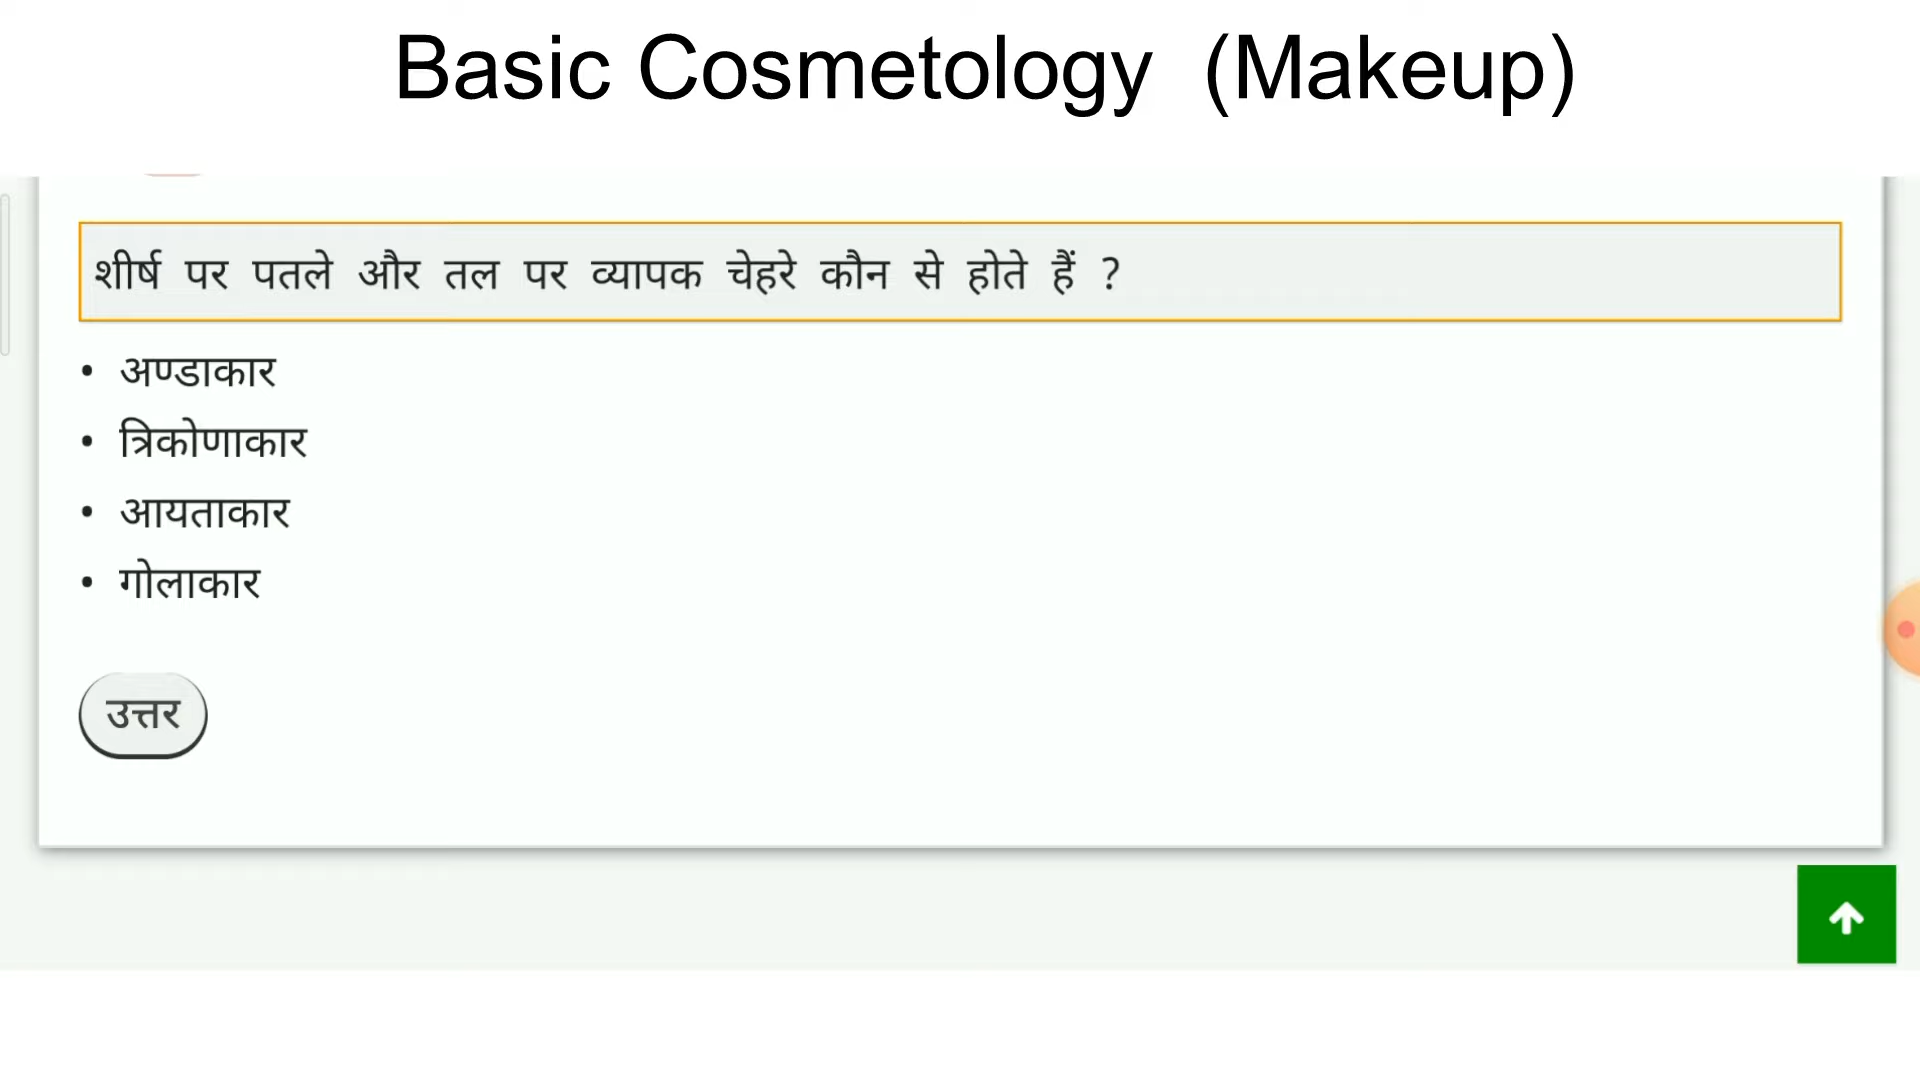 Basic Cosmetology (Makeup)
शीर्ष पर पतले और तल पर व्यापक चेहरे कौन से होते हैं ?
• अण्डाकार
• त्रिकोणाकार
• आयताकार
• गोलाकार
उत्तर